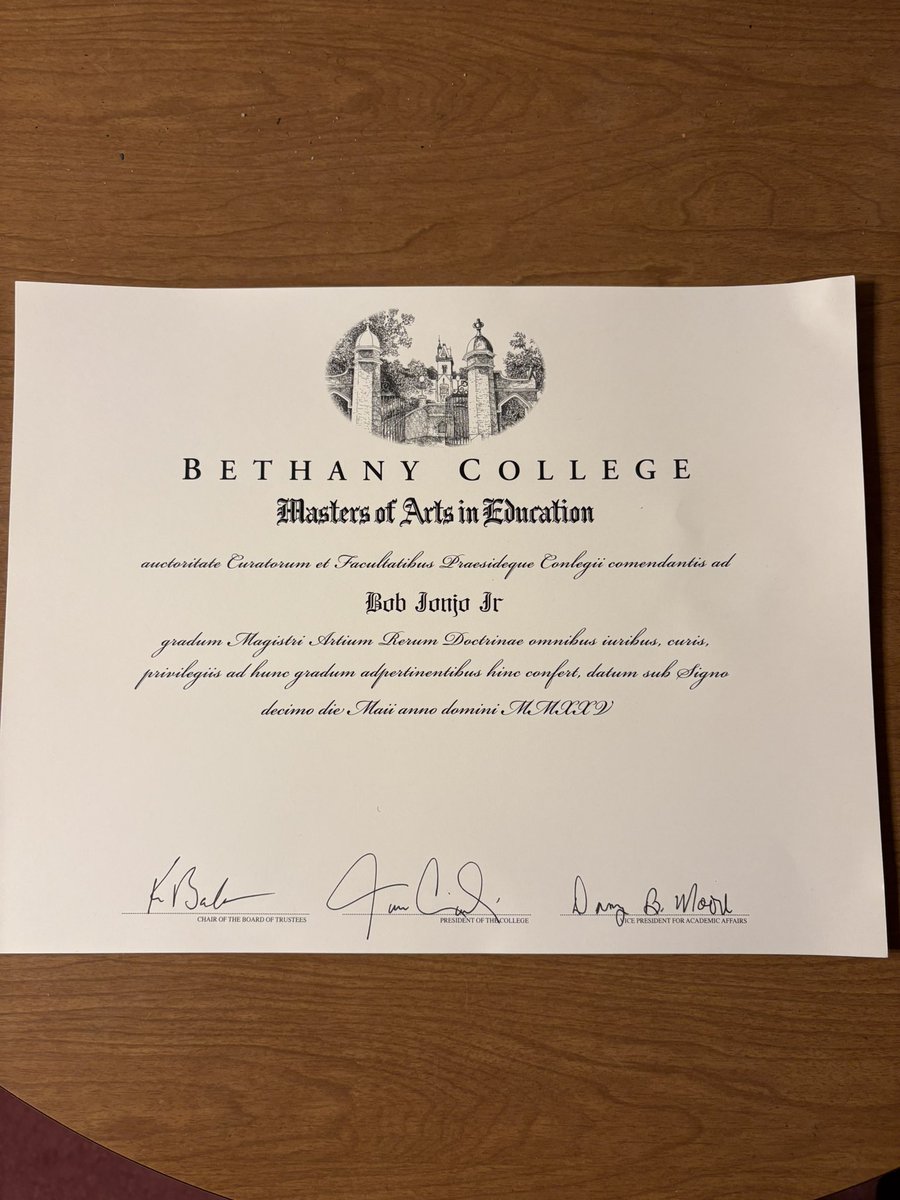 BETHANY COLLEGE
Masters of Arts in Education
auctoritate Curatorum et Facultatibus Praesideque Conlegii comendantis ad
Bob Jonjo Jr
gradum Magistri Artium Rerum Doctrinae omnibus iuribus, curis,
privilegiis ad hunc gradum adpertinentibus hinc confert, datum sub Signo
decimo die Maii anno domini MMXXV
Danny B. Mood
CHAIR OF THE BOARD OF TRUSTEES PRESIDENT OF THE COLLEGE VICE PRESIDENT FOR ACADEMIC AFFAIRS